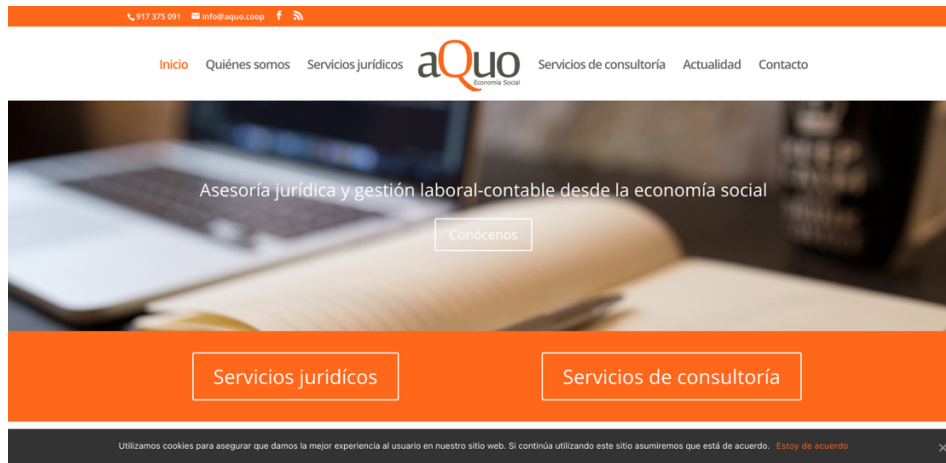 917 375 091 info@aquo.coop
Inicio Quiénes somos Servicios jurídicos aQuo Economía Social Servicios de consultoría Actualidad Contacto
Asesoría jurídica y gestión laboral-contable desde la economía social
Conócenos
Servicios juridícos Servicios de consultoría
Utilizamos cookies para asegurar que damos la mejor experiencia al usuario en nuestro sitio web. Si continúa utilizando este sitio asumiremos que está de acuerdo. Estoy de acuerdo